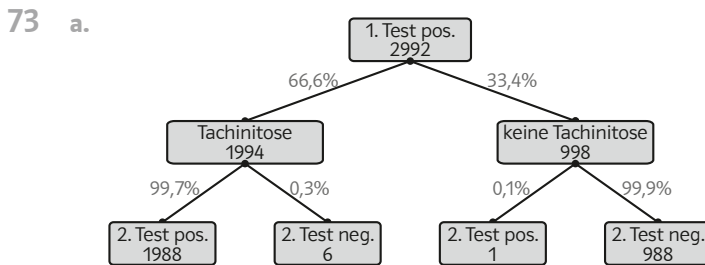 73 a.
1. Test pos.
2992
66,6% 33,4%
Tachinitose
1994
keine Tachinitose
998
99,7% 0,3% 0,1% 99,9%
2. Test pos.
1988
2. Test neg.
6
2. Test pos.
1
2. Test neg.
988